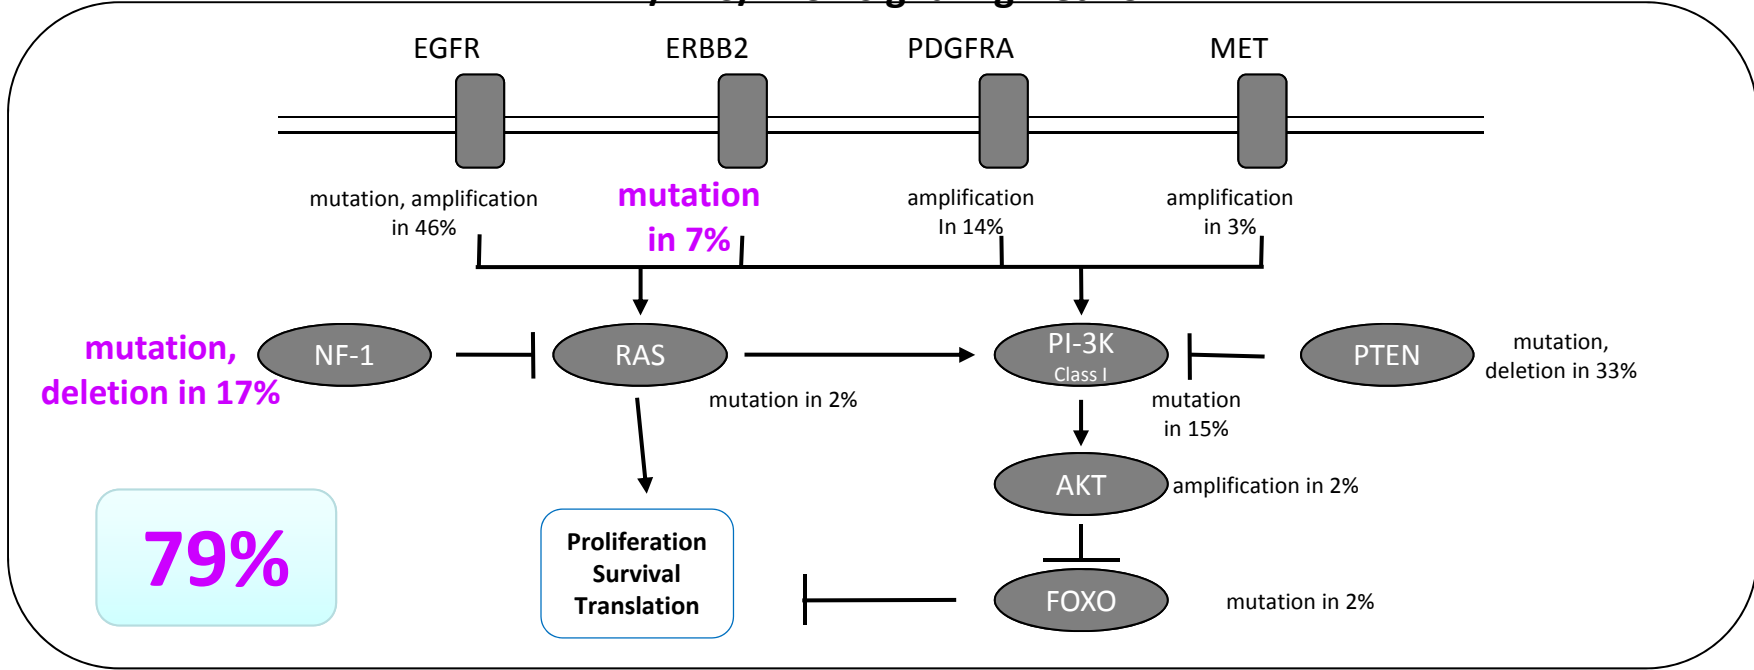 EGFR
ERBB2
PDGFRA
MET
mutation, amplification
in 46%
mutation
in 7%
amplification
In 14%
amplification
in 3%
mutation,
deletion in 17%
NF-1
RAS
mutation in 2%
PI-3K
Class I
mutation
in 15%
PTEN
mutation,
deletion in 33%
AKT
amplification in 2%
79%
Proliferation
Survival
Translation
FOXO
mutation in 2%